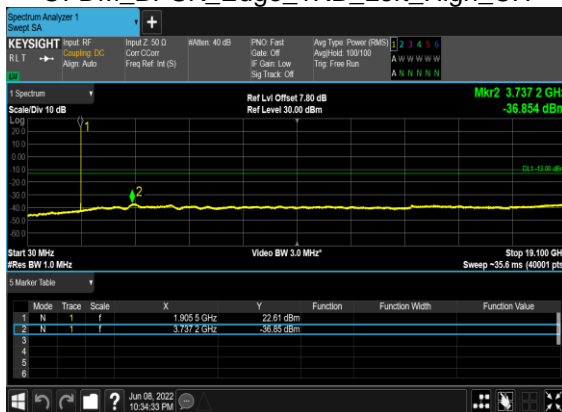 Spectrum Analyzer 1
Swept SA
+
KEYSIGHT
RLT
Input: RF
Coupling: DC
Align: Auto
Input Z: 50 Ω
Corr CCorr
Freq Ref: Int (S)
#Atten: 40 dB
PNO: Fast
Gate: Off
IF Gain: Low
Sig Track: Off
Avg Type: Power (RMS)
Avg|Hold: 100/100
Trig: Free Run
1 2 3 4 5 6
A W W W W W
A N N N N N
1 Spectrum
Scale/Div 10 dB
Ref Lvl Offset 7.80 dB
Ref Level 30.00 dBm
Mkr2 3.737 2 GHz
-36.854 dBm
Log
20.0
10.0
0.00
-10.0
-20.0
-30.0
-40.0
-50.0
-60.0
1
2
DL1 -13.00 dBm
Start 30 MHz
#Res BW 1.0 MHz
Video BW 3.0 MHz*
Stop 19.100 GH
Sweep ~35.6 ms (40001 pts
5 Marker Table
Mode Trace Scale X Y Function Function Width Function Value
1 N 1 f 1.905 5 GHz 22.61 dBm
2 N 1 f 3.737 2 GHz -36.85 dBm
3
4
5
6
?
Jun 08, 2022
10:34:33 PM